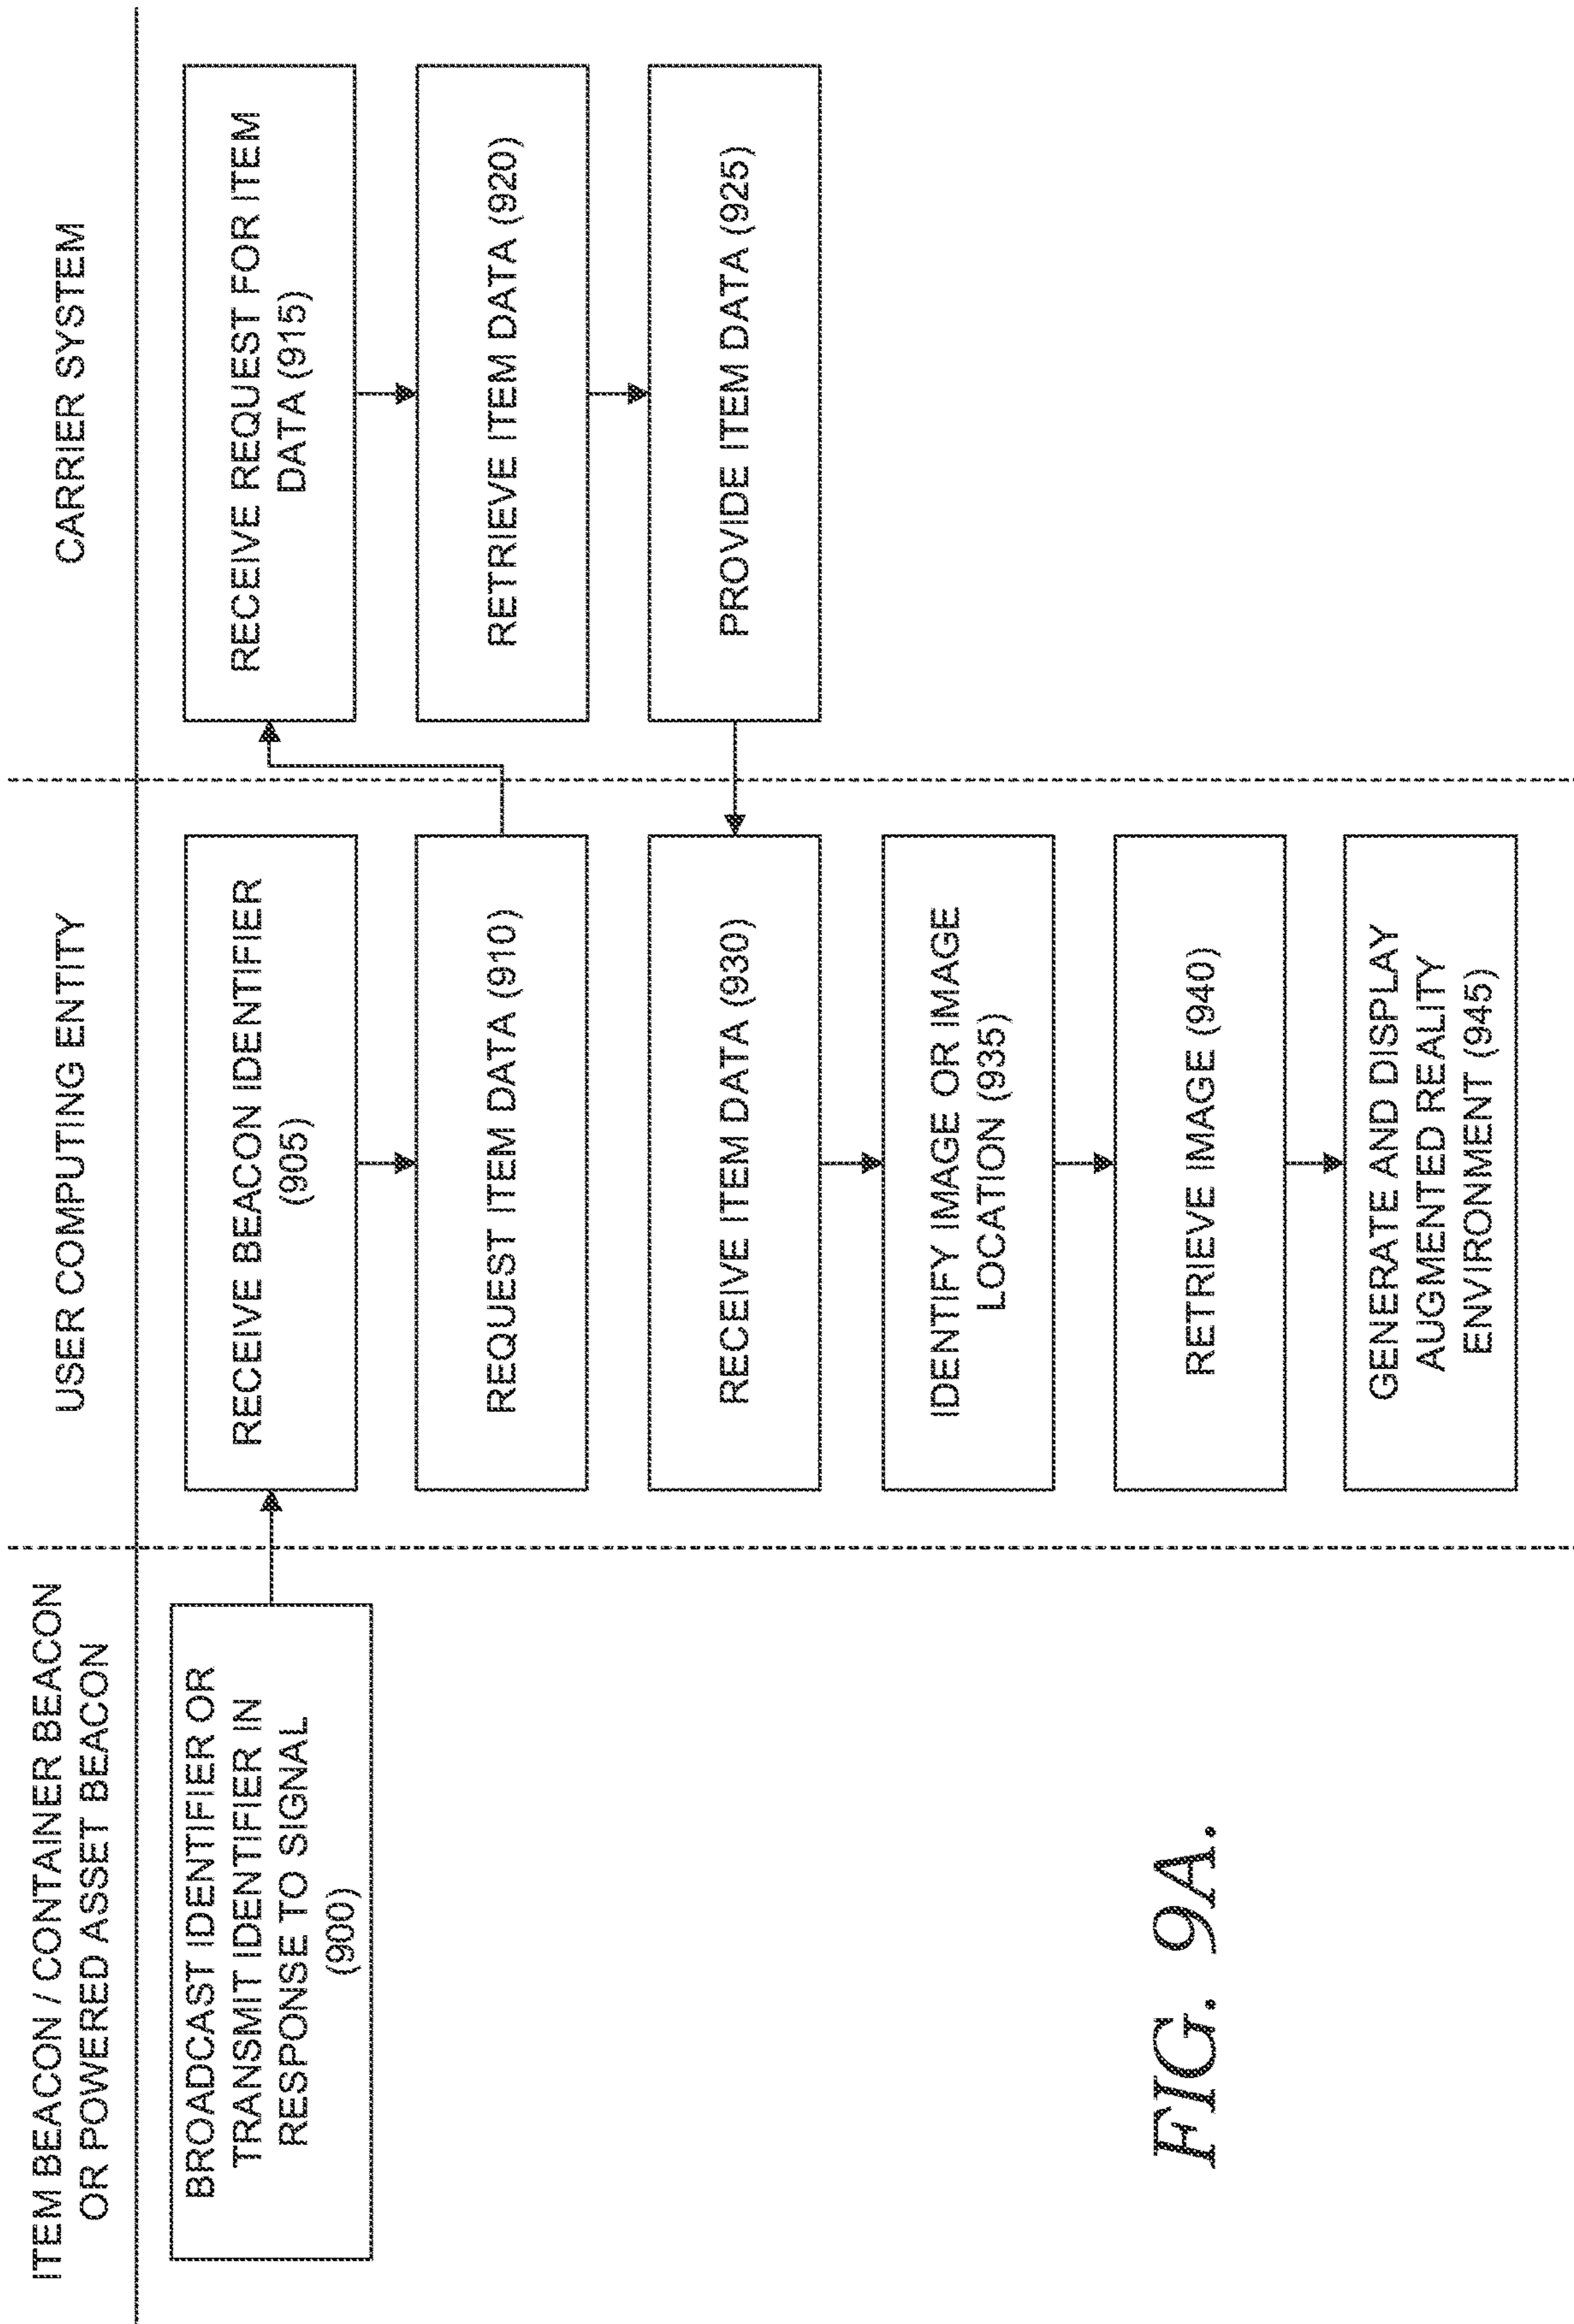 ITEM BEACON / CONTAINER BEACON
OR POWERED ASSET BEACON
USER COMPUTING ENTITY
CARRIER SYSTEM
BROADCAST IDENTIFIER OR
TRANSMIT IDENTIFIER IN
RESPONSE TO SIGNAL
(900)
RECEIVE BEACON IDENTIFIER
(905)
REQUEST ITEM DATA (910)
RECEIVE REQUEST FOR ITEM
DATA (915)
RETRIEVE ITEM DATA (920)
PROVIDE ITEM DATA (925)
RECEIVE ITEM DATA (930)
IDENTIFY IMAGE OR IMAGE
LOCATION (935)
RETRIEVE IMAGE (940)
GENERATE AND DISPLAY
AUGMENTED REALITY
ENVIRONMENT (945)
FIG. 9A.